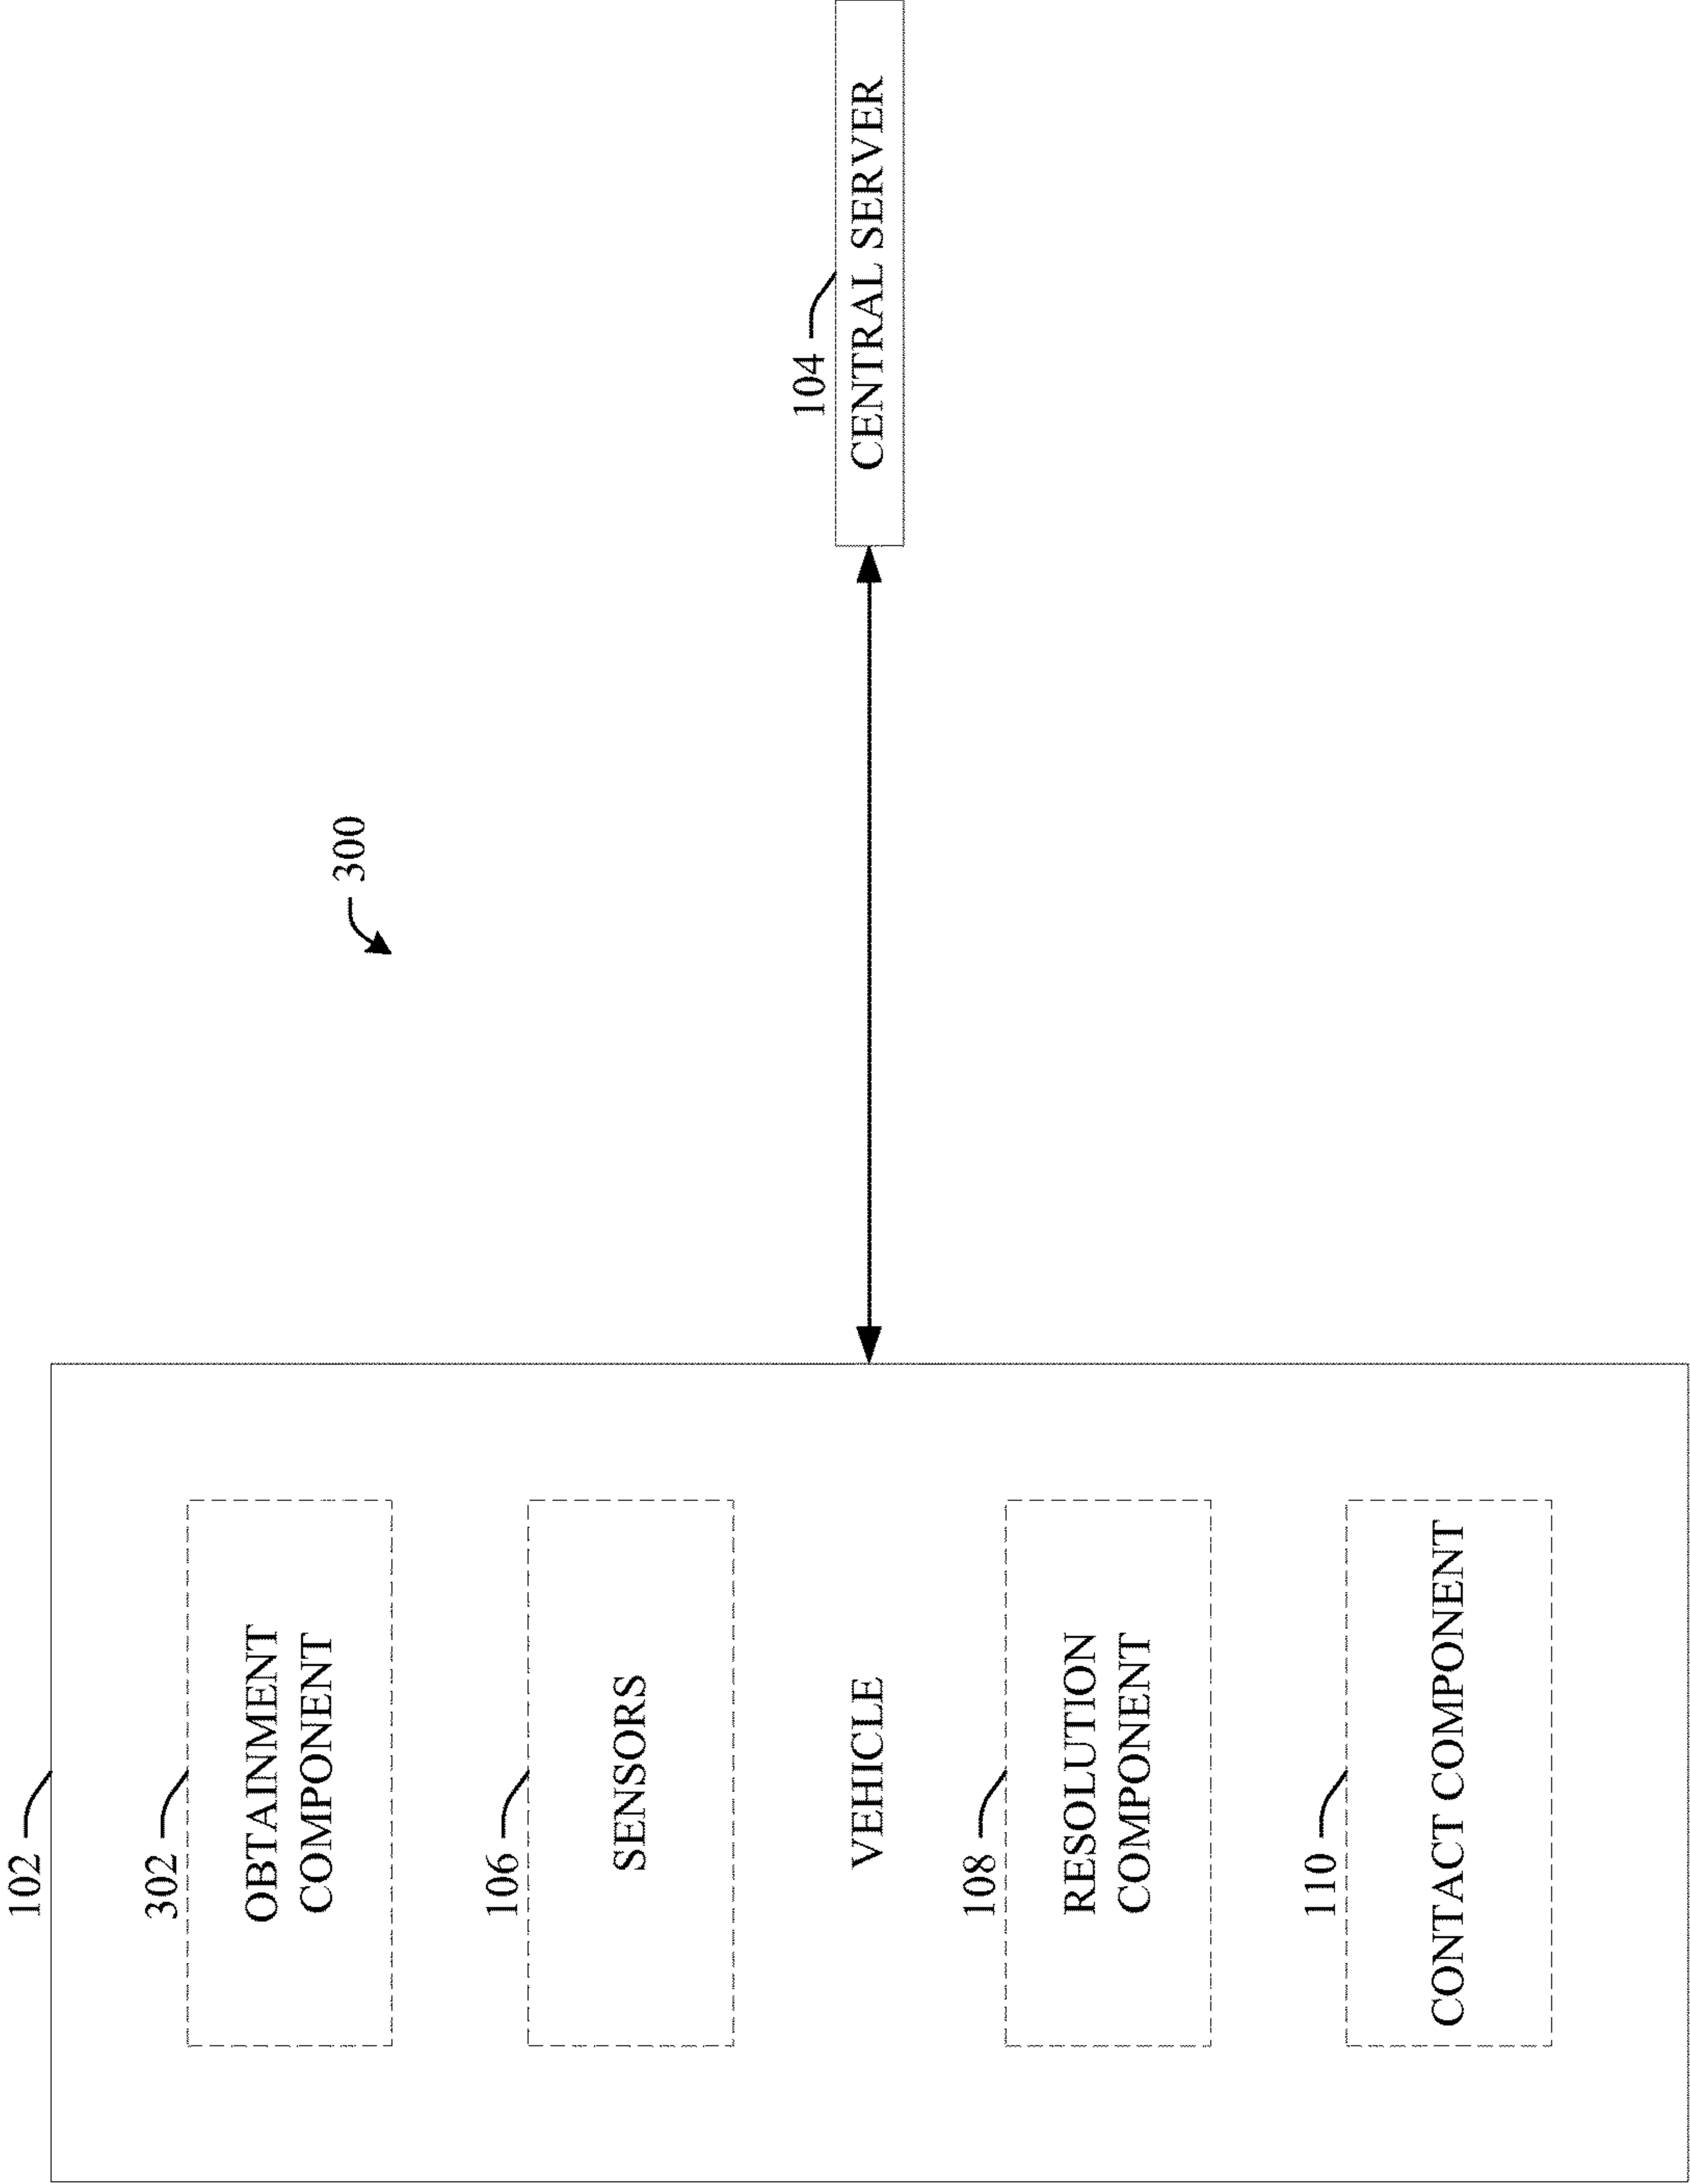 300
102
302
OBTAINMENT
COMPONENT
106
SENSORS
VEHICLE
108
RESOLUTION
COMPONENT
110
CONTACT COMPONENT
104
CENTRAL SERVER